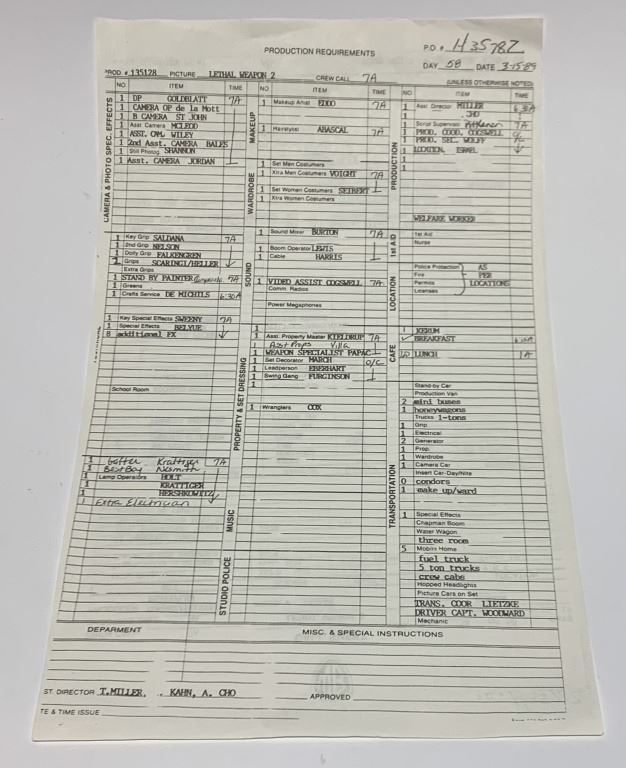 PRODUCTION REQUIREMENTS
P.O. # H35787
DAY 58 DATE 3-15-89
PROD. # 135128 PICTURE LETHAL WEAPON 2 CREW CALL 7A
(UNLESS OTHERWISE NOTED)
NO ITEM TIME
CAMERA & PHOTO SPEC. EFFECTS
1 DP GOLDBLATT 7A
1 CAMERA OP de la Mott
1 B CAMERA ST JOHN
1 Asst Camera MCLEOD
1 ASST. CAM. WILEY
1 2nd Asst. CAMERA BALES
1 Still Photog. SHANNON
1 Asst. CAMERA JORDAN
1 Key Grip SALDANA 7A
1 2nd Grip NELSON
1 Dolly Grip FALKENGREN
2 Grips SCARINGI/HELLER
Extra Grips
1 STAND BY PAINTER 7A
1 Greens
1 Crafts Service DE MICHILS 6:30A
1 Key Special Effects SWEENY 7A
1 Special Effects BELYUE
8 additional FX
School Room
1 Gaffer Krattiger 7A
1 Best Boy Nesmith
1 Lamp Operators HOLT
1 KRATTIGER
1 HERSHKOWITZ
1 Extra Electrician
NO ITEM TIME
MAKEUP
1 Makeup Artist EDDO 7A
1 Hairstylist ABASCAL 7A
WARDROBE
1 Set Men Costumers
1 Xtra Men Costumers VOIGHT 7A
1 Set Women Costumers SEIBERT
1 Xtra Women Costumers
SOUND
1 Sound Mixer BURTON 7A
1 Boom Operator LEWIS
1 Cable HARRIS
1 VIDEO ASSIST COGSWELL 7A
Comm. Radios
Power Megaphones
PROPERTY & SET DRESSING
1
1 Asst. Property Master KIELDRUP 7A
1 Asst Props Villa
1 WEAPON SPECIALIST PAPAC
1 Set Decorator MARCH O/C
1 Leadperson EBERHART
1 Swing Gang FURGINSON
1
1 Wranglers COX
MUSIC
STUDIO POLICE
NO ITEM TIME
PRODUCTION
1 Asst. Director MILLER 6:30A
1 CHO
1 Script Supervisor 7A
1 PROD. COOD. COGSWELL
1 PROD. SEC. WOLFF
1 LOCATION. ISRAEL
1
WELFARE WORKER
1st AID
1st Aid
Nurse
LOCATION
Police Protection AS
Fire PER
Permits LOCATIONS
Licenses
CAFE
BREAKFAST
LUNCH 1A
TRANSPORTATION
Stand-by Car
Production Van
2 mini buses
1 honeywagons
Trucks 1-tons
1 Grip
1 Electrical
2 Generator
1 Prop
1 Wardrobe
1 Camera Car
Insert Car-Day/Nite
0 condors
1 make up/ward
1 Special Effects
Chapman Boom
Water Wagon
three room
5 Mobile Home
fuel truck
5 ton trucks
crew cabs
Hopped Headlights
Picture Cars on Set
TRANS. COOR LIETZKE
DRIVER CAPT. WOODWARD
Mechanic
DEPARMENT MISC. & SPECIAL INSTRUCTIONS
ST. DIRECTOR T.MILLER, . KAHN, A. CHO APPROVED
TE & TIME ISSUE